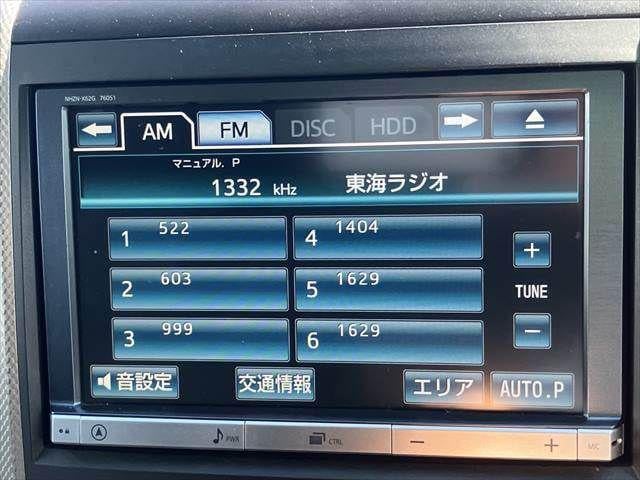 NHZN-X62G 76051
AM FM DISC HDD
マニュアル. P
1332 kHz 東海ラジオ
1 522
4 1404
+
2 603
5 1629
TUNE
3 999
6 1629
−
音設定 交通情報 エリア AUTO.P
PWR CTRL − + MIC